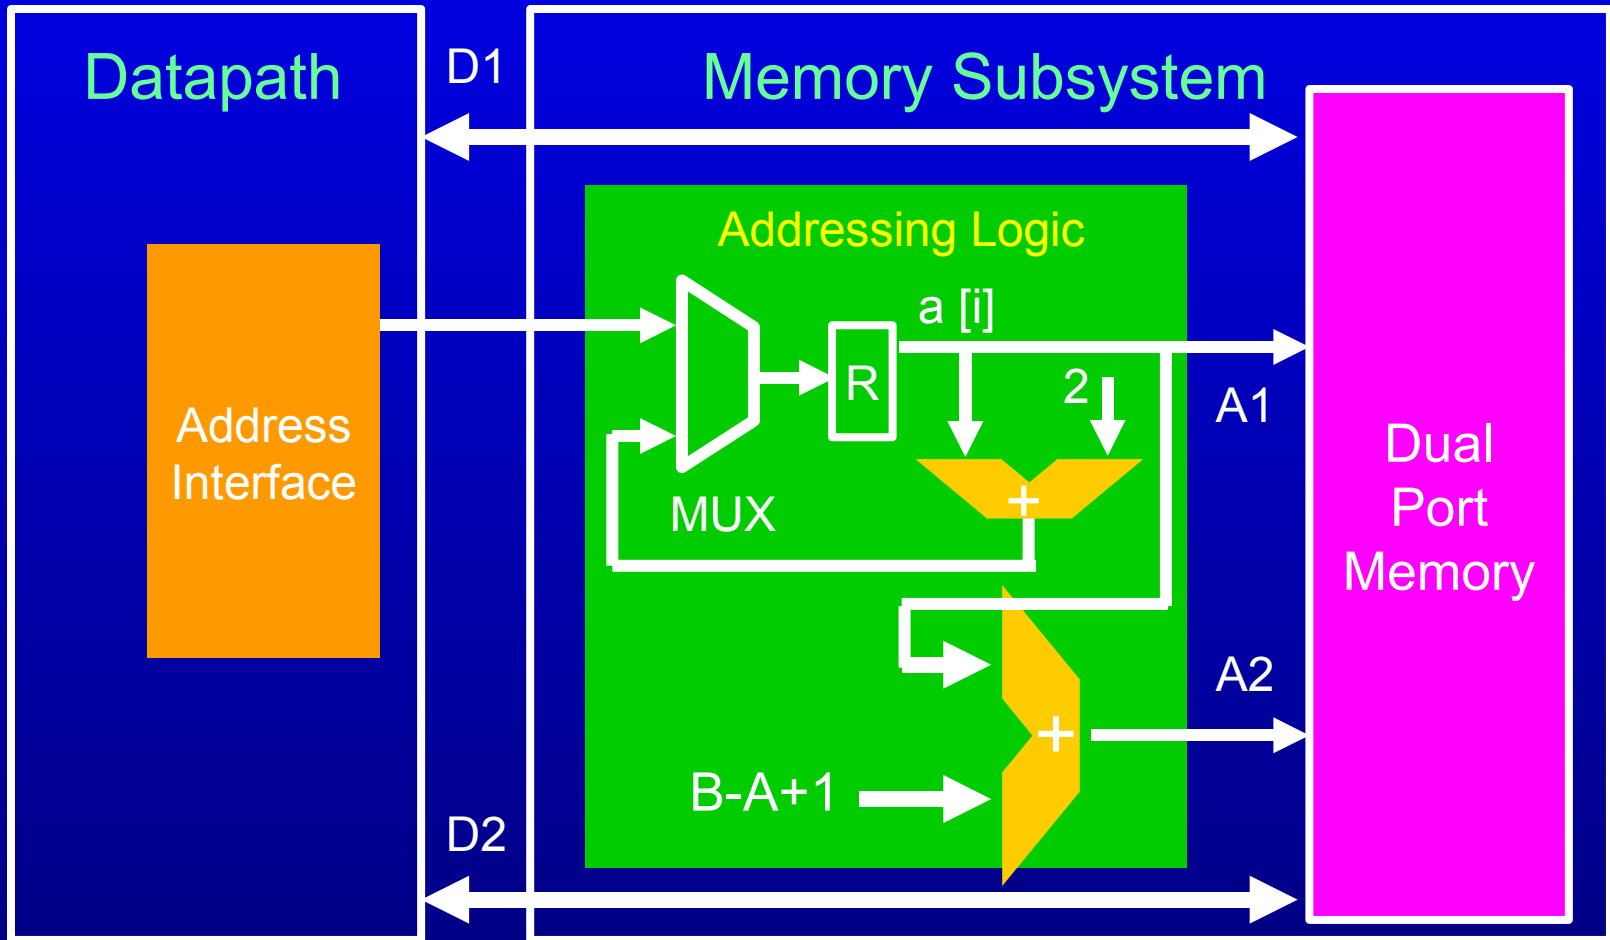 Datapath
D1
Memory Subsystem
Addressing Logic
a [i]
R
2
A1
Address
Interface
MUX
+
Dual
Port
Memory
A2
+
B-A+1
D2